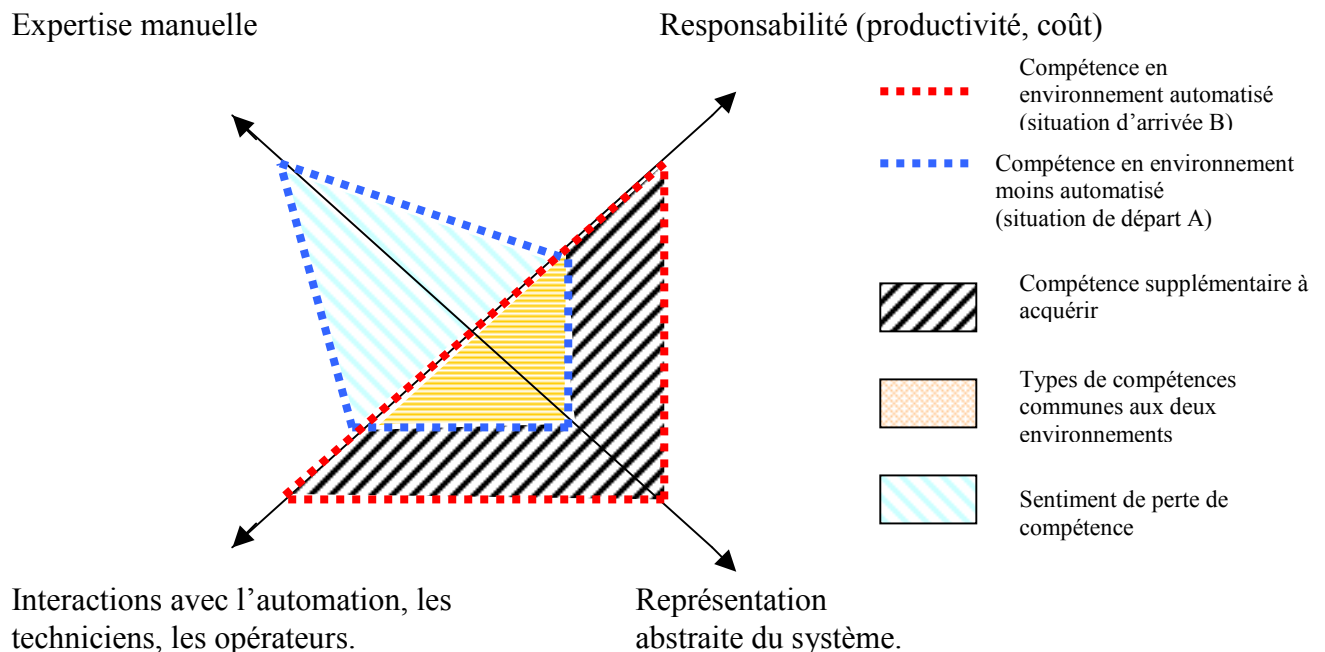 Expertise manuelle
Responsabilité (productivité, coût)
Compétence en
environnement automatisé
(situation d’arrivée B)
Compétence en environnement
moins automatisé
(situation de départ A)
Compétence supplémentaire à
acquérir
Types de compétences
communes aux deux
environnements
Sentiment de perte de
compétence
Interactions avec l’automation, les
techniciens, les opérateurs.
Représentation
abstraite du système.